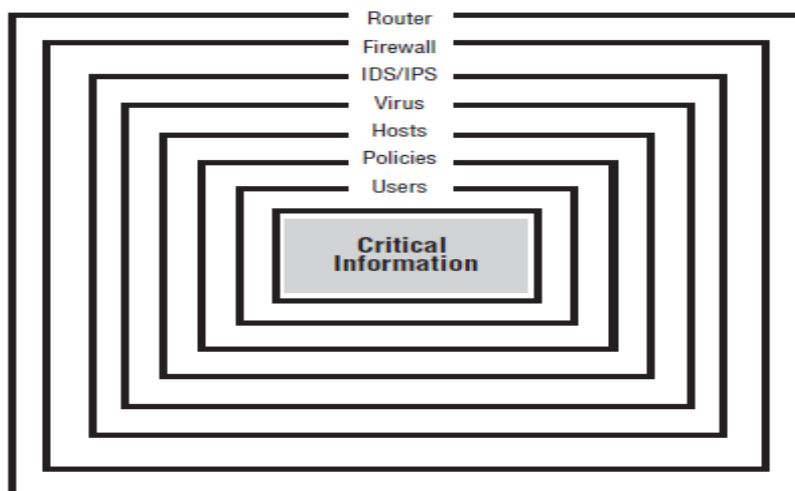 Router
Firewall
IDS/IPS
Virus
Hosts
Policies
Users
Critical
Information